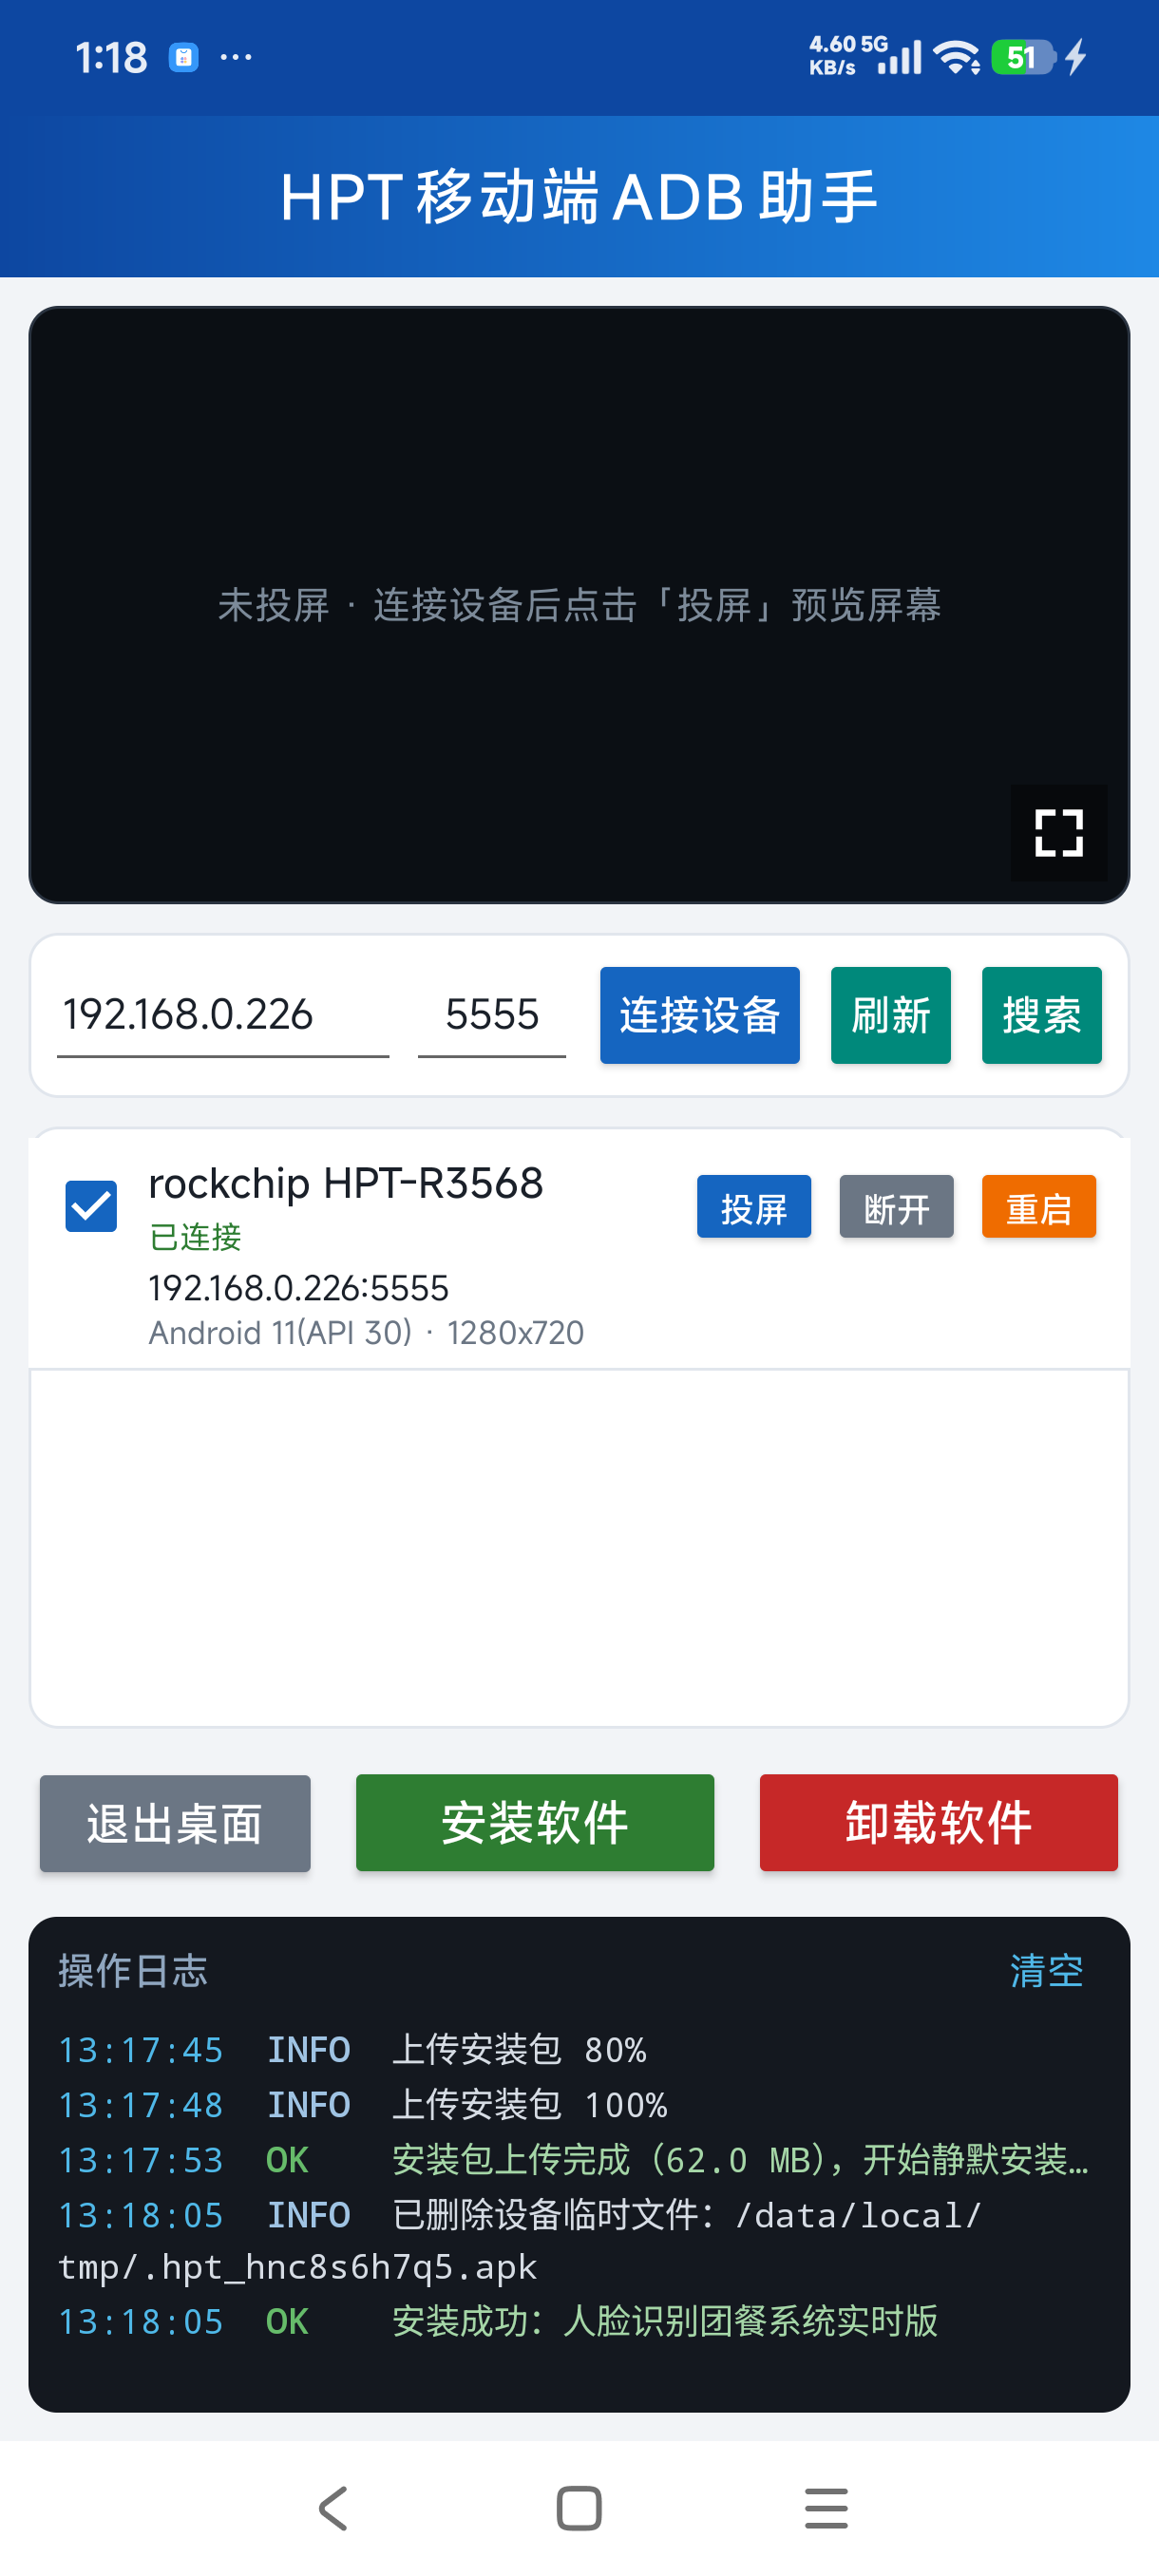 1:18 ··· 4.60 KB/s 5G 51
HPT 移动端 ADB 助手
未投屏 · 连接设备后点击「投屏」预览屏幕
192.168.0.226 5555 连接设备 刷新 搜索
rockchip HPT-R3568 投屏 断开 重启
已连接
192.168.0.226:5555
Android 11(API 30) · 1280x720
退出桌面 安装软件 卸载软件
操作日志 清空
13:17:45 INFO 上传安装包 80%
13:17:48 INFO 上传安装包 100%
13:17:53 OK 安装包上传完成（62.0 MB），开始静默安装…
13:18:05 INFO 已删除设备临时文件：/data/local/
tmp/.hpt_hnc8s6h7q5.apk
13:18:05 OK 安装成功：人脸识别团餐系统实时版